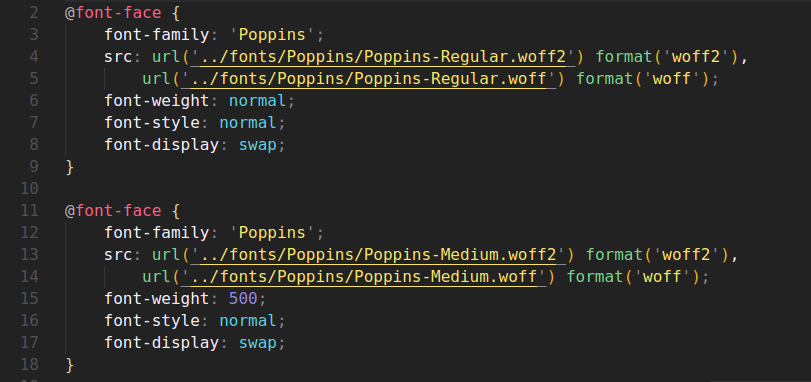 2 @font-face {
3 font-family: 'Poppins';
4 src: url('../fonts/Poppins/Poppins-Regular.woff2') format('woff2'),
5 url('../fonts/Poppins/Poppins-Regular.woff') format('woff');
6 font-weight: normal;
7 font-style: normal;
8 font-display: swap;
9 }
10
11 @font-face {
12 font-family: 'Poppins';
13 src: url('../fonts/Poppins/Poppins-Medium.woff2') format('woff2'),
14 url('../fonts/Poppins/Poppins-Medium.woff') format('woff');
15 font-weight: 500;
16 font-style: normal;
17 font-display: swap;
18 }